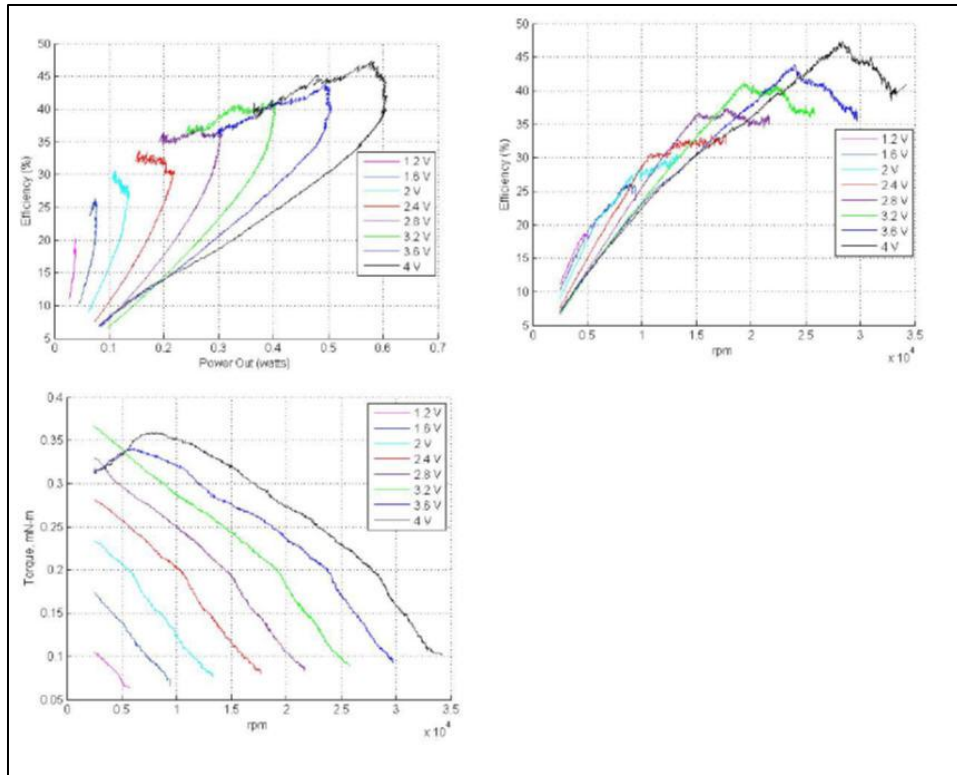 50
45
40
35
30
25
20
15
10
5
Efficiency (%)
0
0.1
0.2
0.3
0.4
0.5
0.6
0.7
Power Out (watts)
1.2 V
1.6 V
2 V
2.4 V
2.8 V
3.2 V
3.6 V
4 V
50
45
40
35
30
25
20
15
10
5
Efficiency (%)
0
0.5
1
1.5
2
2.5
3
3.5
rpm
x 10⁴
1.2 V
1.6 V
2 V
2.4 V
2.8 V
3.2 V
3.6 V
4 V
0.4
0.35
0.3
0.25
0.2
0.15
0.1
0.05
Torque, mN-m
0
0.5
1
1.5
2
2.5
3
3.5
rpm
x 10⁴
1.2 V
1.6 V
2 V
2.4 V
2.8 V
3.2 V
3.6 V
4 V